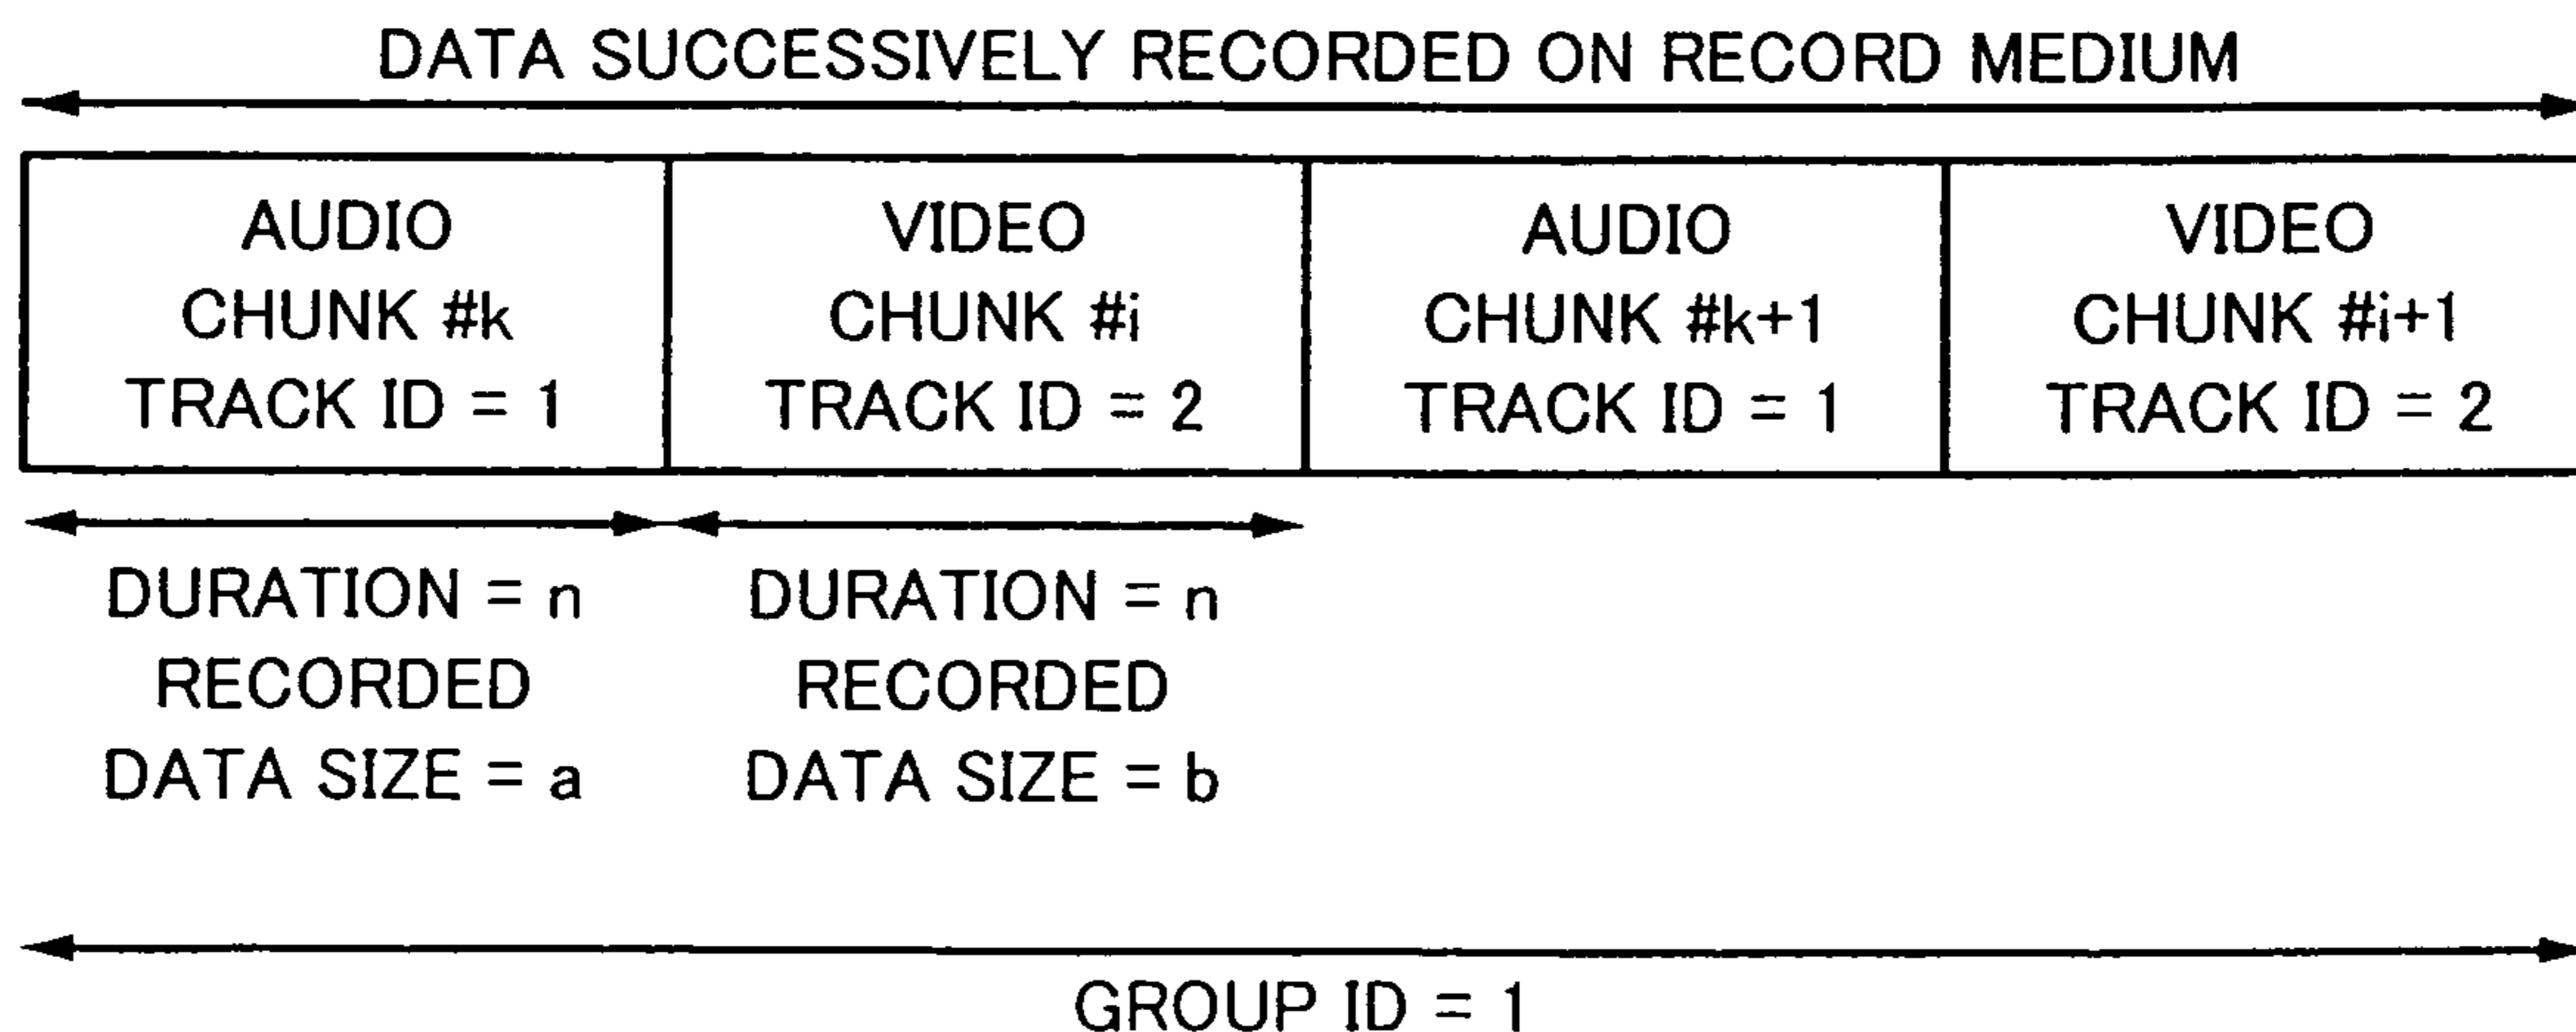 DATA SUCCESSIVELY RECORDED ON RECORD MEDIUM
AUDIO
CHUNK #k
TRACK ID = 1
VIDEO
CHUNK #i
TRACK ID = 2
AUDIO
CHUNK #k+1
TRACK ID = 1
VIDEO
CHUNK #i+1
TRACK ID = 2
DURATION = n
RECORDED
DATA SIZE = a
DURATION = n
RECORDED
DATA SIZE = b
GROUP ID = 1